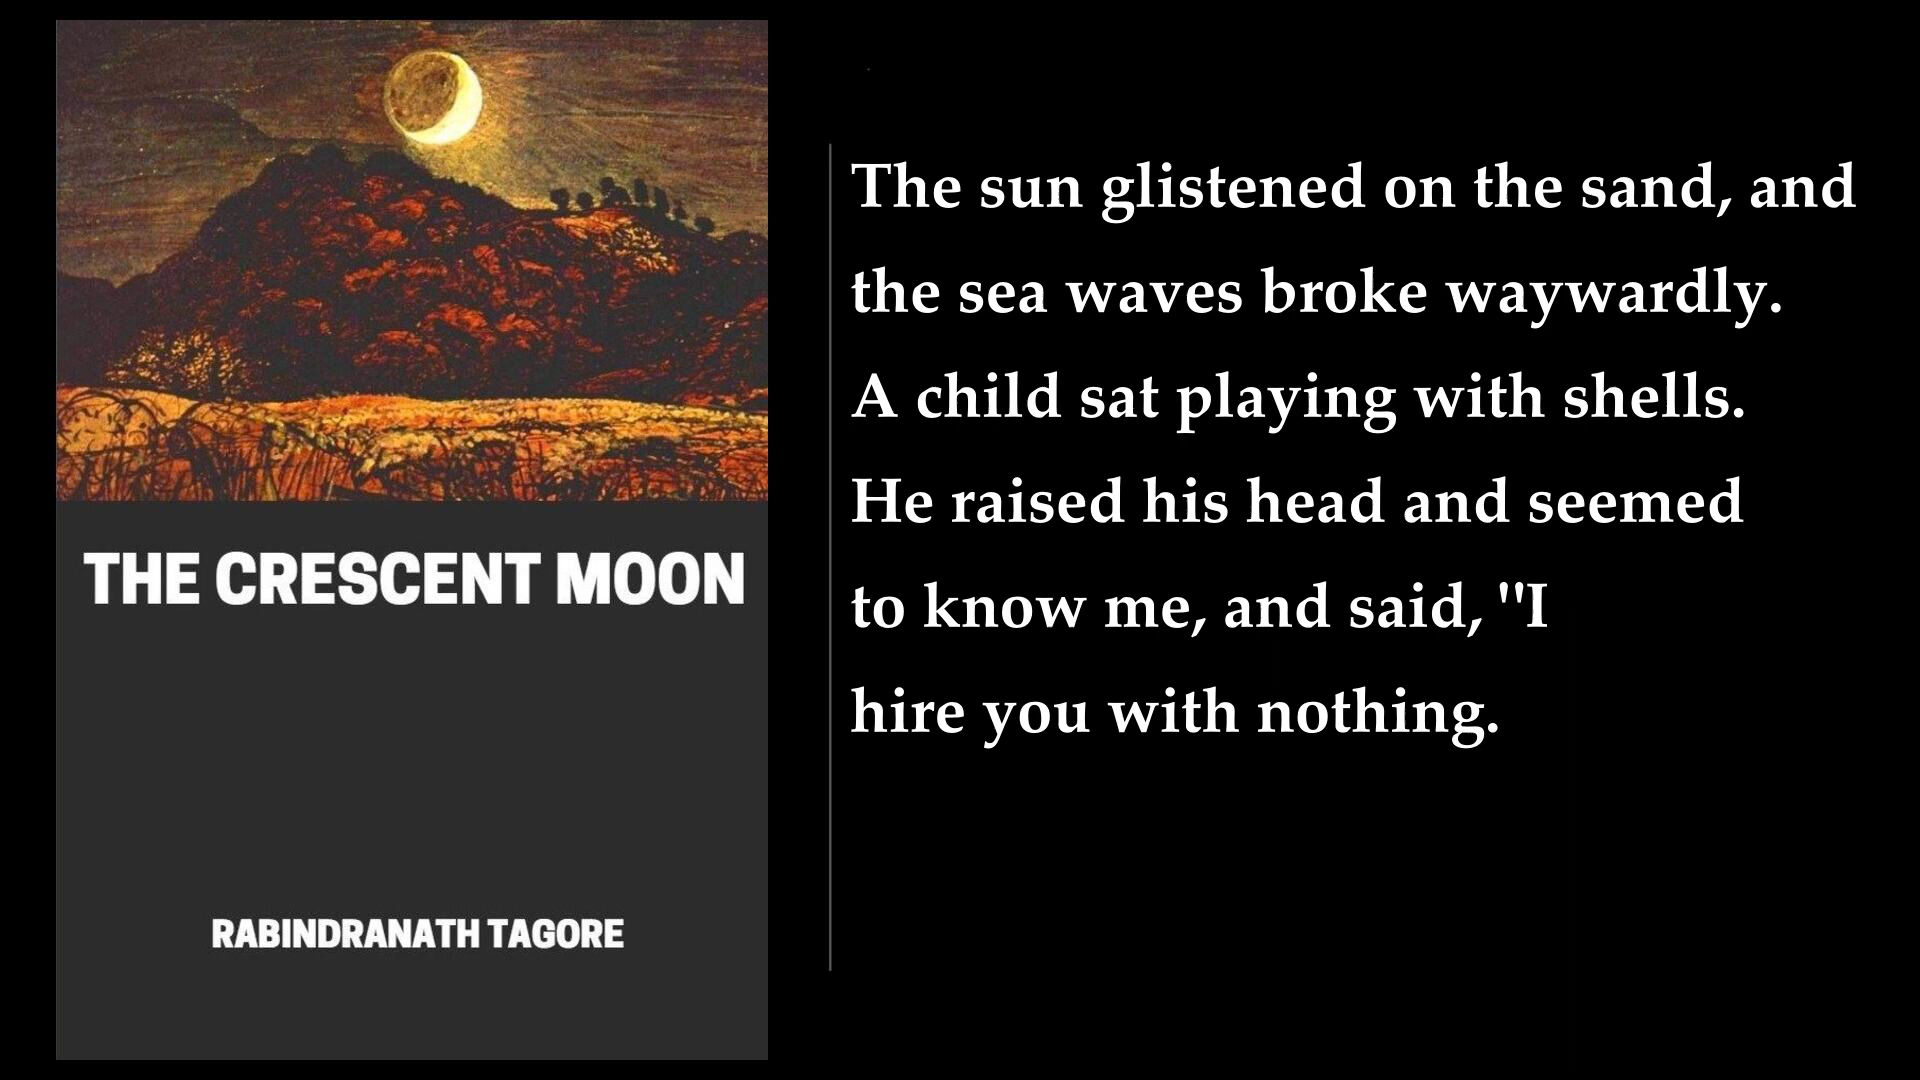 THE CRESCENT MOON
RABINDRANATH TAGORE
The sun glistened on the sand, and
the sea waves broke waywardly.
A child sat playing with shells.
He raised his head and seemed
to know me, and said, "I
hire you with nothing.